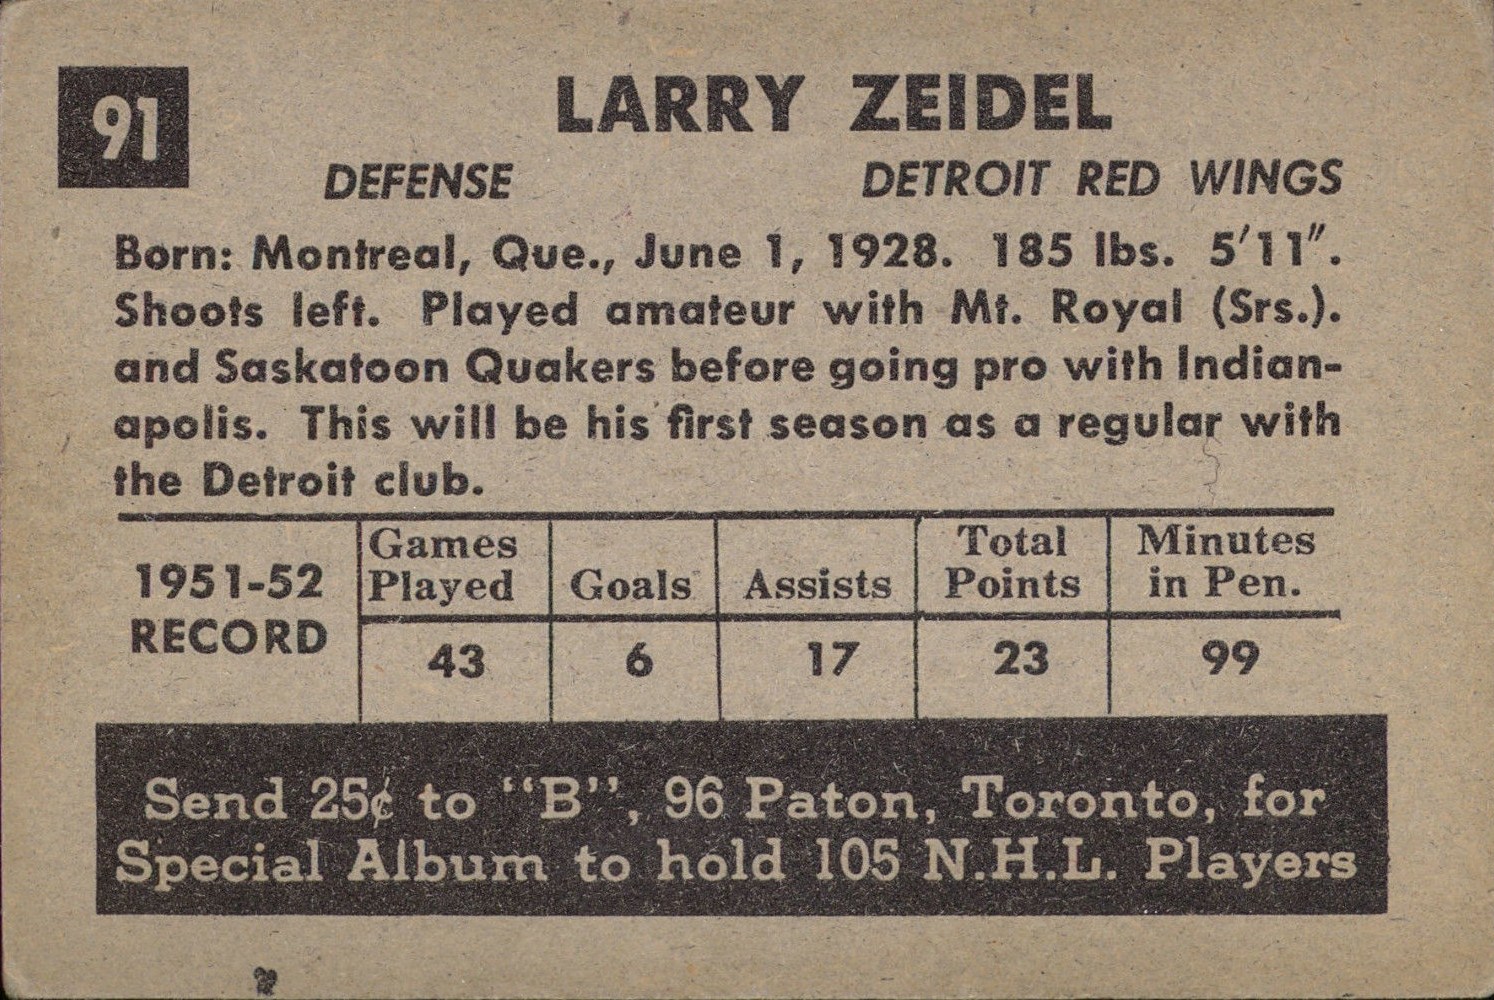 91
LARRY ZEIDEL
DEFENSE DETROIT RED WINGS
Born: Montreal, Que., June 1, 1928. 185 lbs. 5'11".
Shoots left. Played amateur with Mt. Royal (Srs.).
and Saskatoon Quakers before going pro with Indian-
apolis. This will be his first season as a regular with
the Detroit club.
1951-52 RECORD
Games Played Goals Assists Total Points Minutes in Pen.
43 6 17 23 99
Send 25¢ to "B", 96 Paton, Toronto, for
Special Album to hold 105 N.H.L. Players